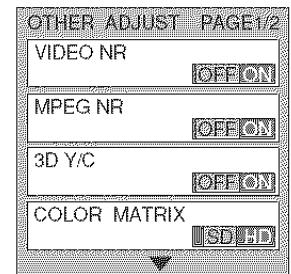 OTHER ADJUST PAGE1/2
VIDEO NR
OFF ON
MPEG NR
OFF ON
3D Y/C
OFF ON
COLOR MATRIX
SD HD